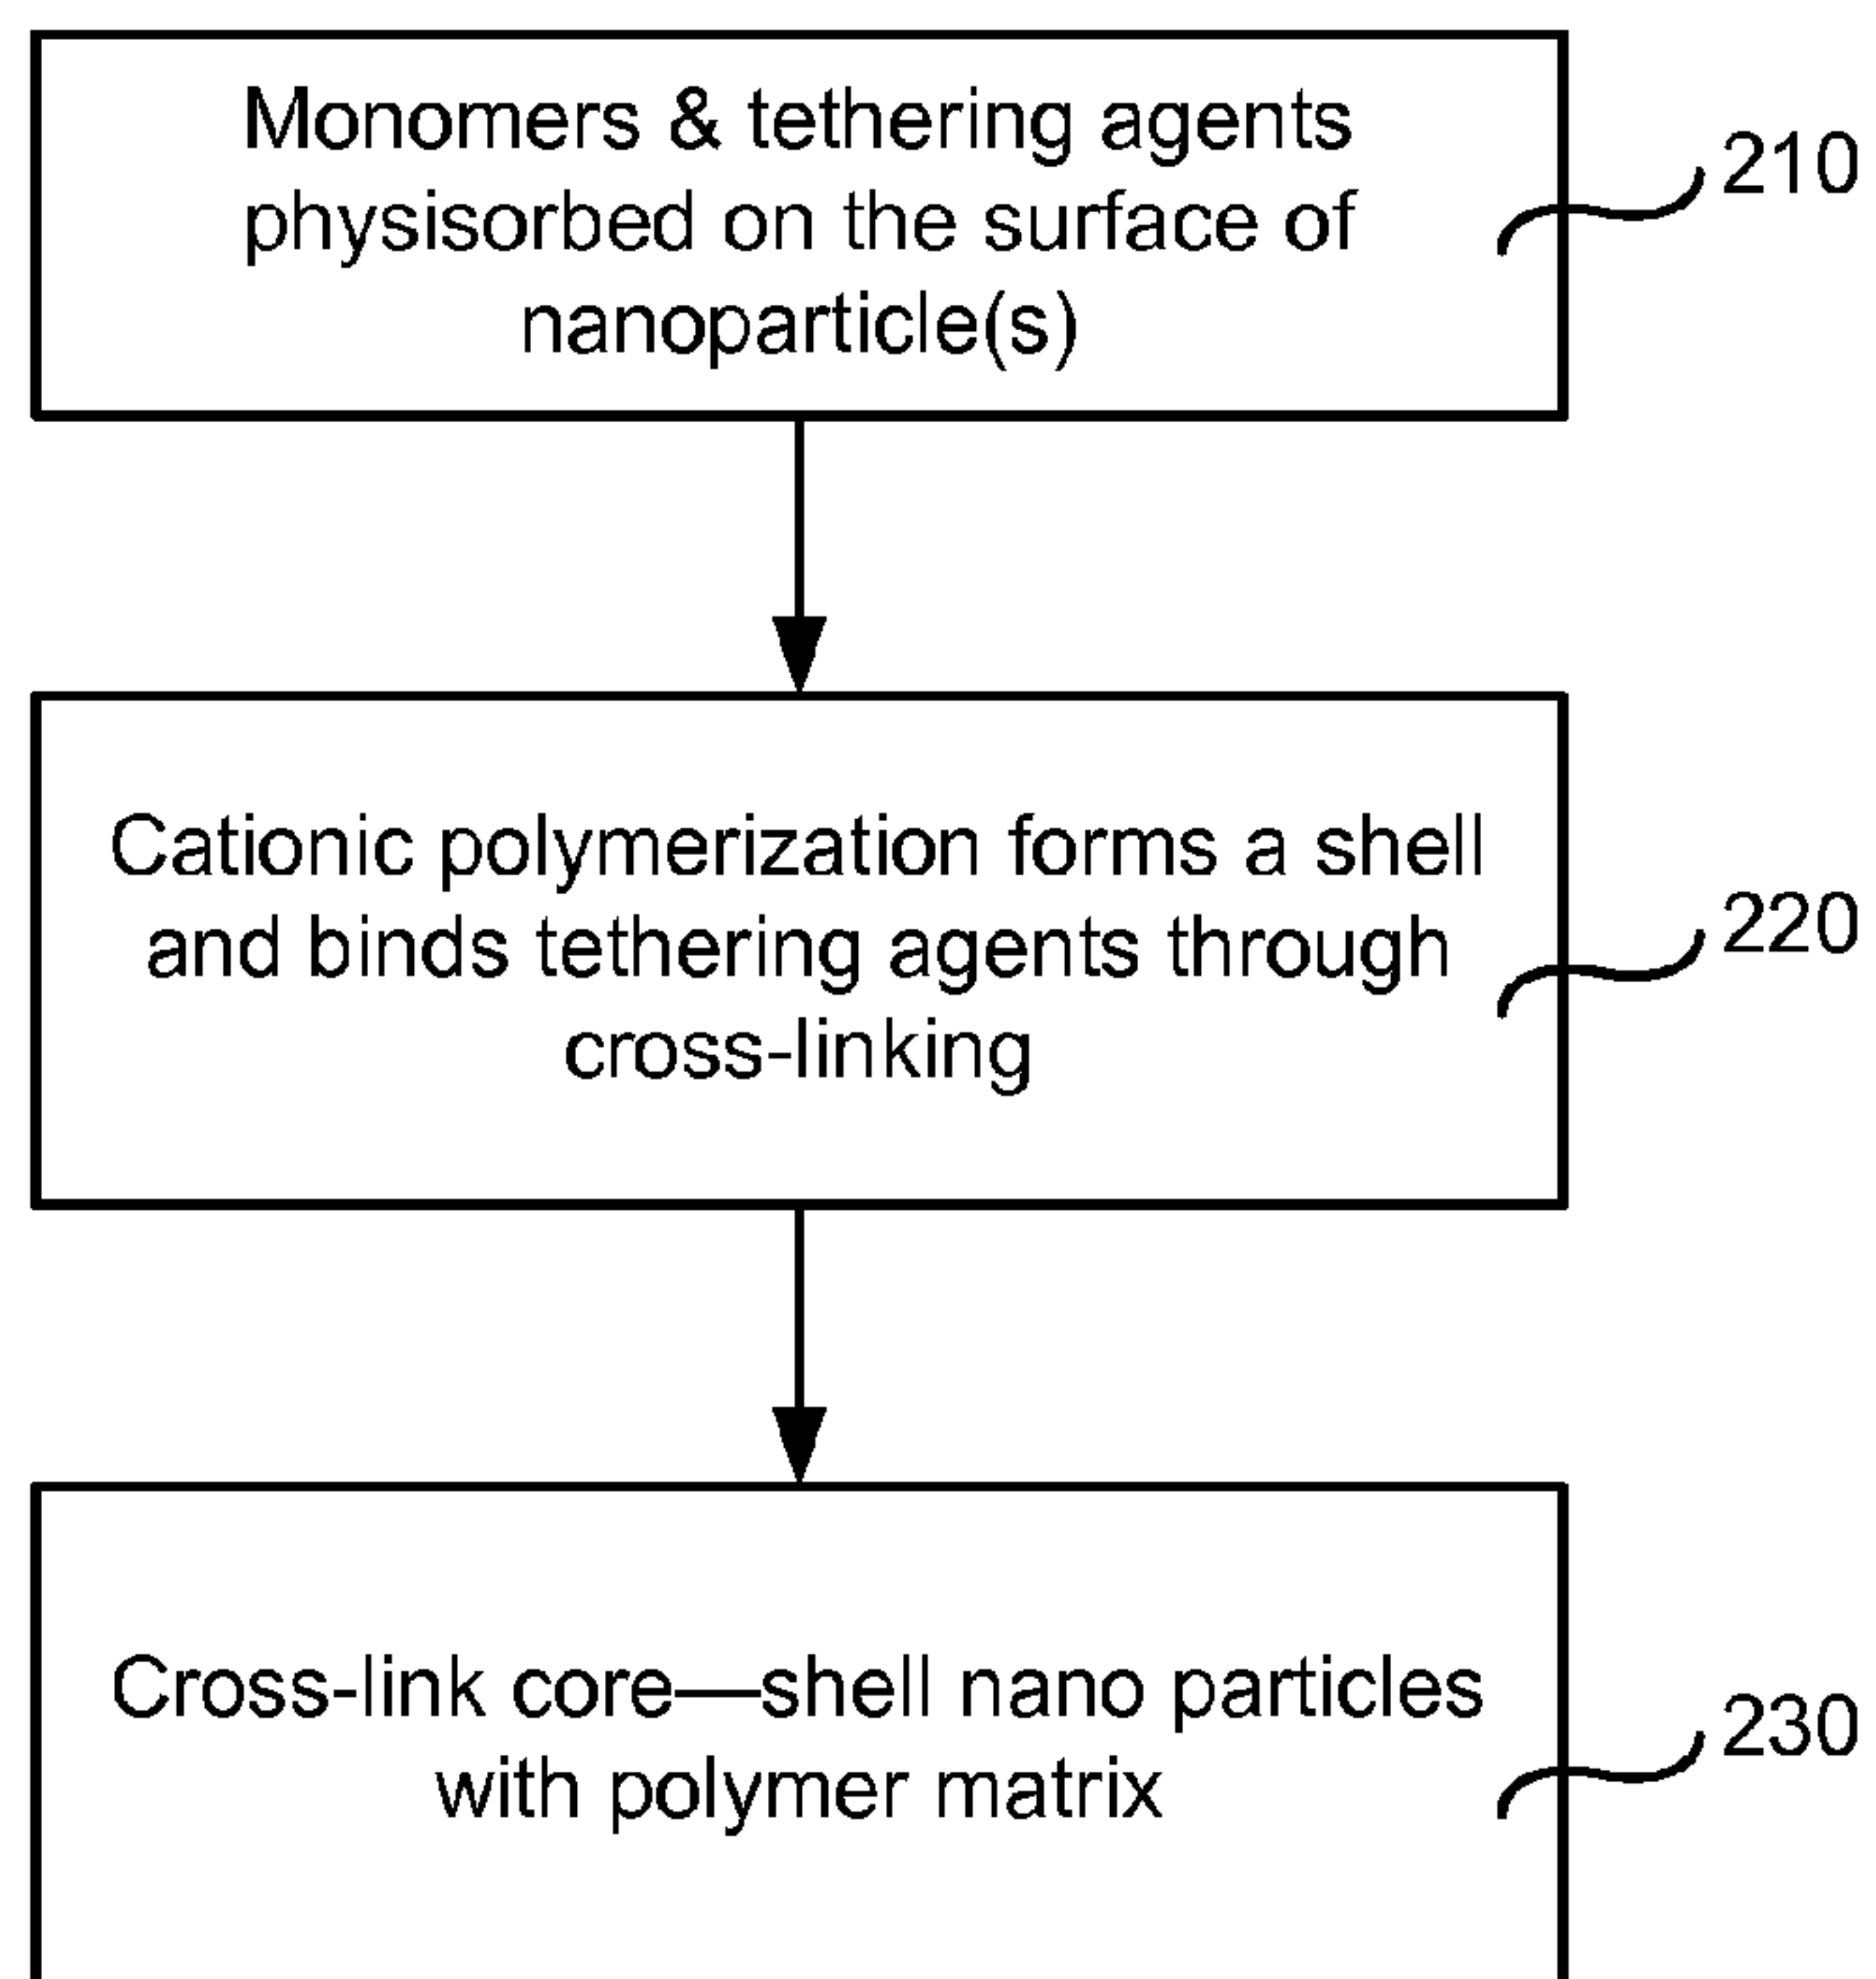 Monomers & tethering agents
physisorbed on the surface of
nanoparticle(s)
210
Cationic polymerization forms a shell
and binds tethering agents through
cross-linking
220
Cross-link core—shell nano particles
with polymer matrix
230